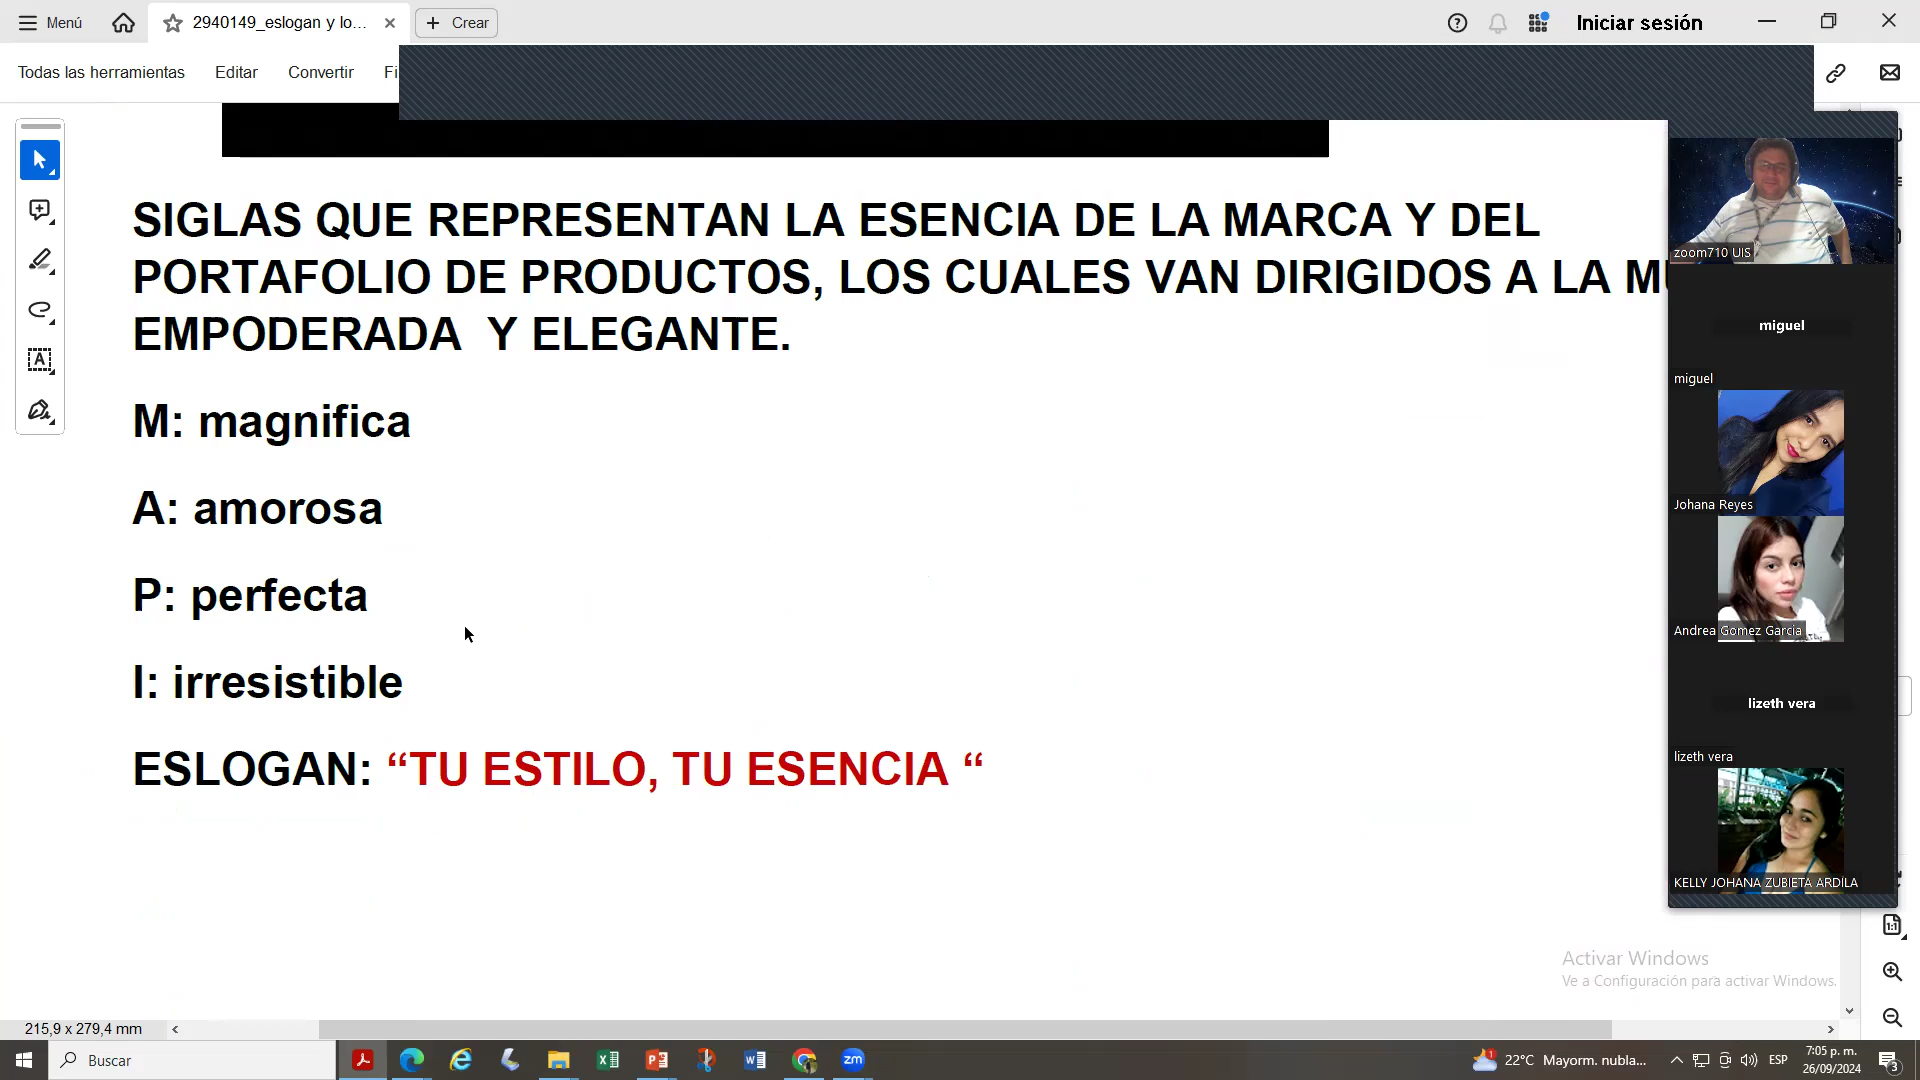 Menú
2940149_eslogan y lo...
Crear
Iniciar sesión
Todas las herramientas
Editar
Convertir
SIGLAS QUE REPRESENTAN LA ESENCIA DE LA MARCA Y DEL
PORTAFOLIO DE PRODUCTOS, LOS CUALES VAN DIRIGIDOS A LA
EMPODERADA Y ELEGANTE.
M: magnifica
A: amorosa
P: perfecta
I: irresistible
ESLOGAN: “TU ESTILO, TU ESENCIA “
zoom710 UIS
miguel
miguel
Johana Reyes
Andrea Gomez Garcia
lizeth vera
lizeth vera
KELLY JOHANA ZUBIETA ARDILA
Activar Windows
Ve a Configuración para activar Windows.
215,9 x 279,4 mm
Buscar
22°C Mayorm. nubla...
ESP
7:05 p. m.
26/09/2024